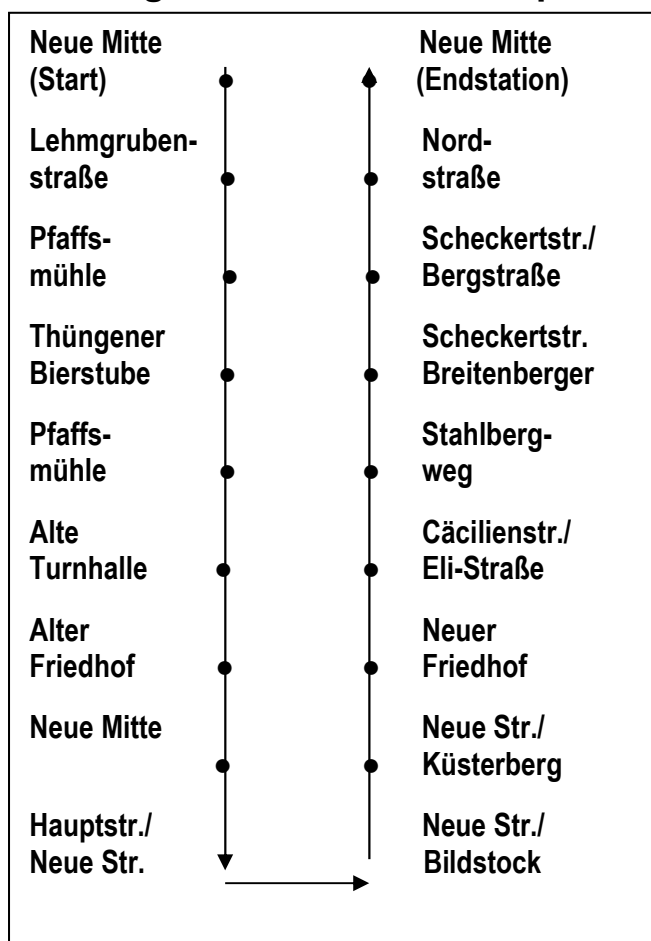 Neue Mitte
(Start)
Lehmgruben-
straße
Pfaffs-
mühle
Thüngener
Bierstube
Pfaffs-
mühle
Alte
Turnhalle
Alter
Friedhof
Neue Mitte
Hauptstr./
Neue Str.
Neue Mitte
(Endstation)
Nord-
straße
Scheckertstr./
Bergstraße
Scheckertstr.
Breitenberger
Stahlberg-
weg
Cäcilienstr./
Eli-Straße
Neuer
Friedhof
Neue Str./
Küsterberg
Neue Str./
Bildstock